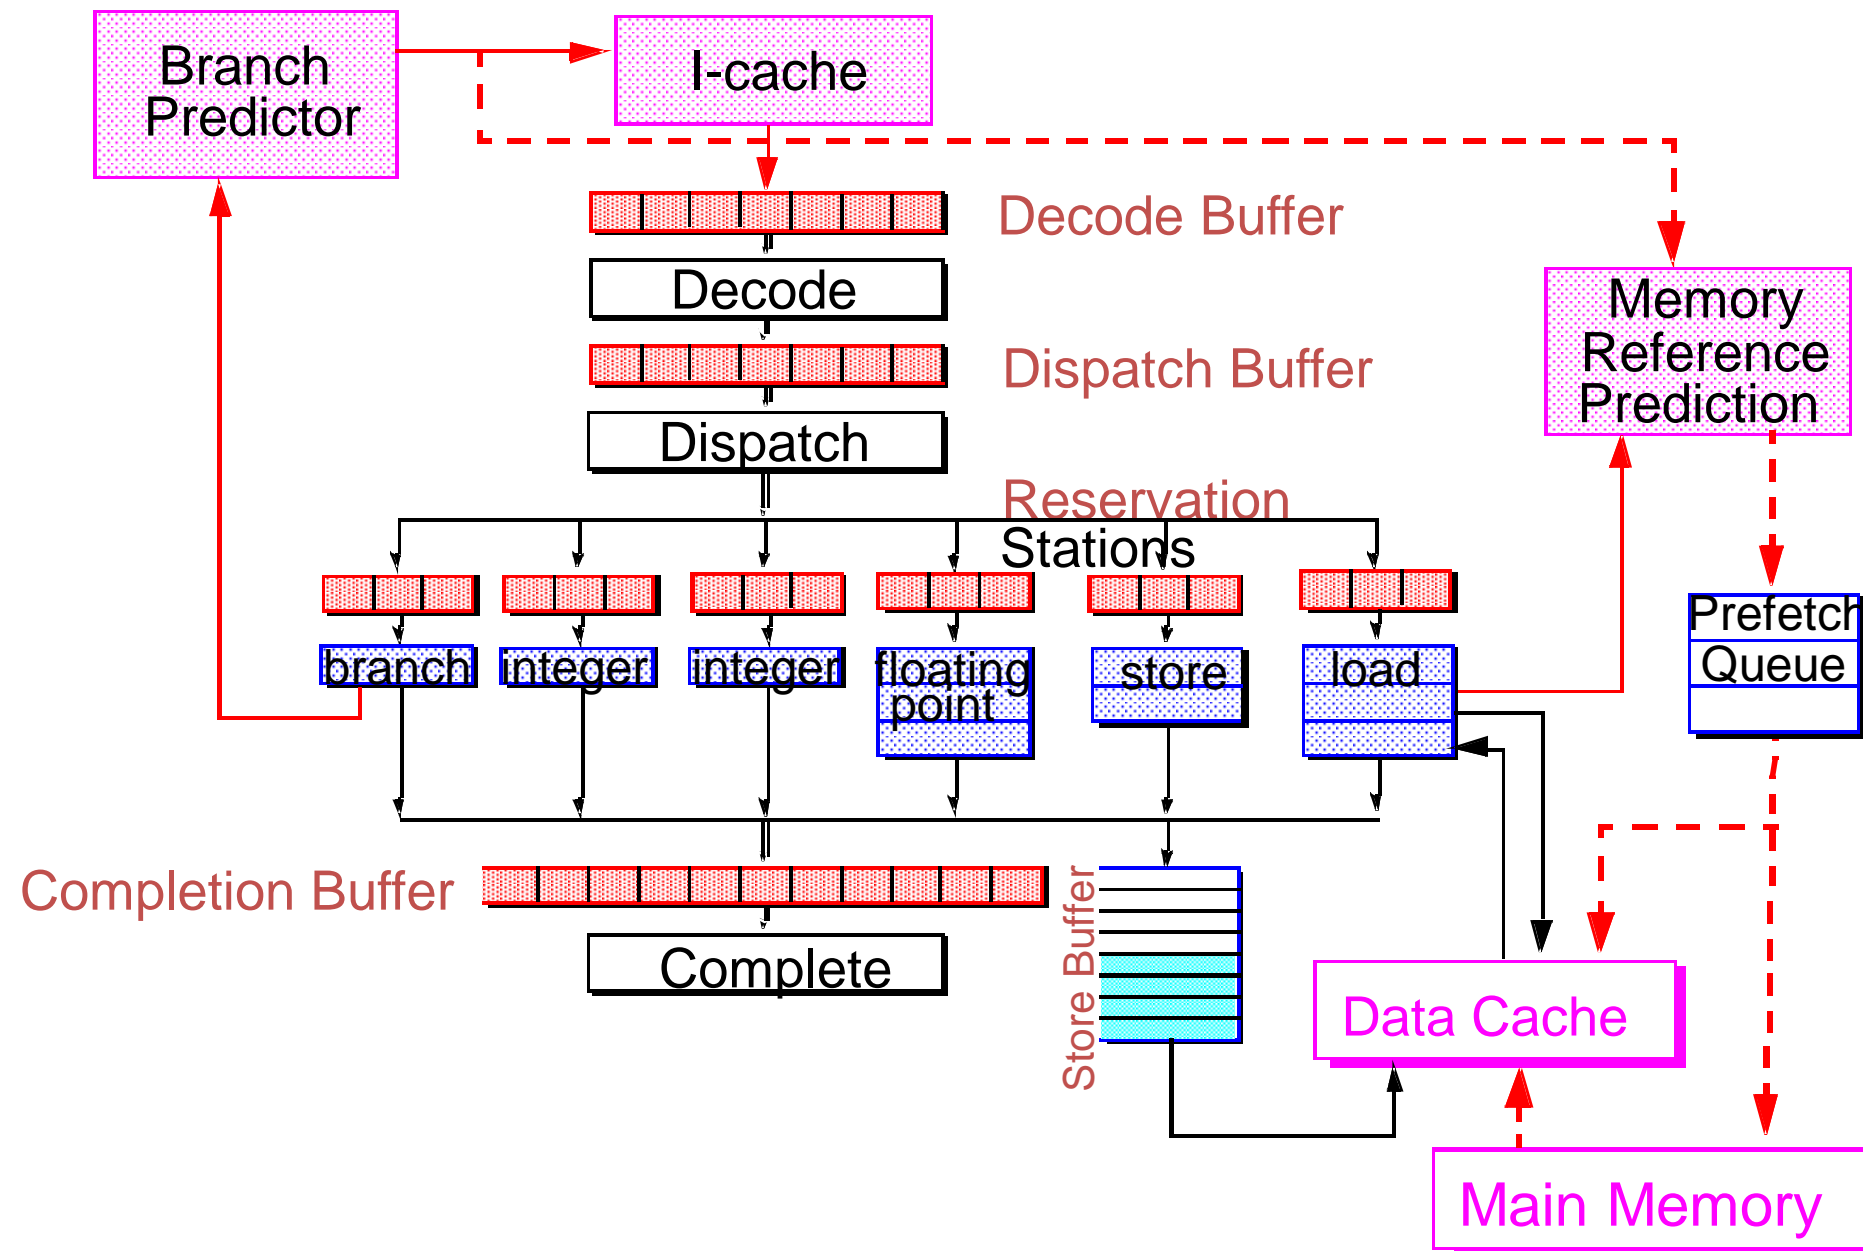 Branch
Predictor
I-cache
Decode Buffer
Decode
Memory
Reference
Prediction
Dispatch Buffer
Dispatch
Reservation
Stations
Prefetch
Queue
branch
integer
integer
floating
point
store
load
Completion Buffer
Complete
Store Buffer
Data Cache
Main Memory